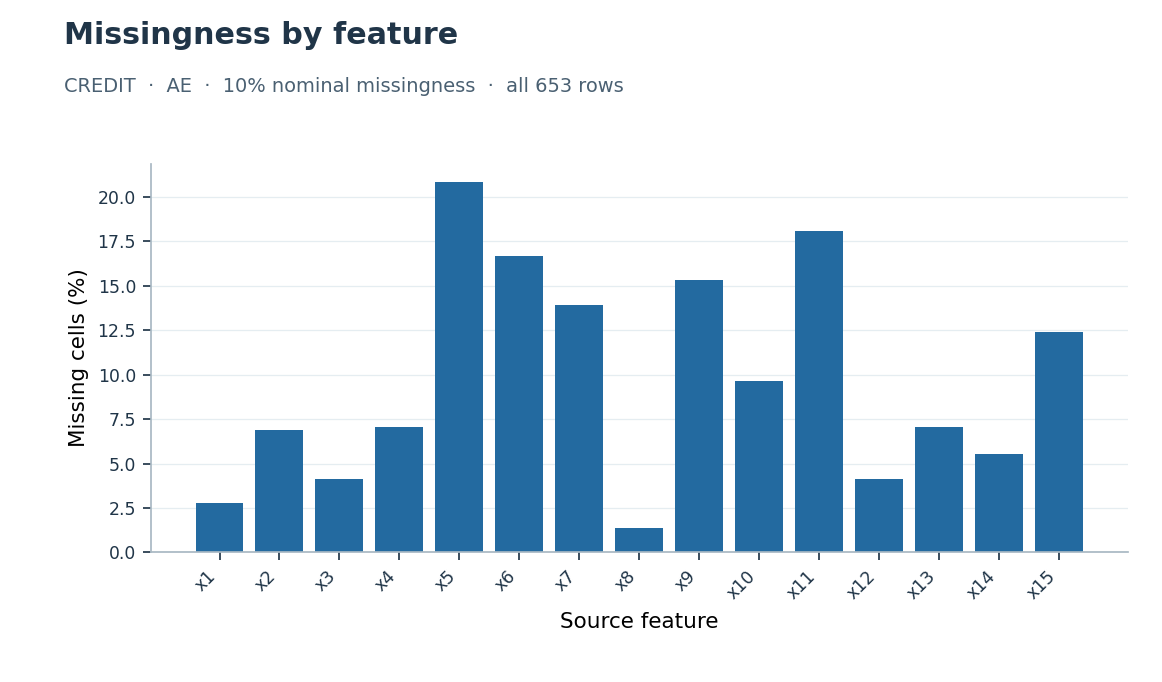 Missingness by feature
CREDIT · AE · 10% nominal missingness · all 653 rows
Missing cells (%)
20.0
17.5
15.0
12.5
10.0
7.5
5.0
2.5
0.0
x1 x2 x3 x4 x5 x6 x7 x8 x9 x10 x11 x12 x13 x14 x15
Source feature